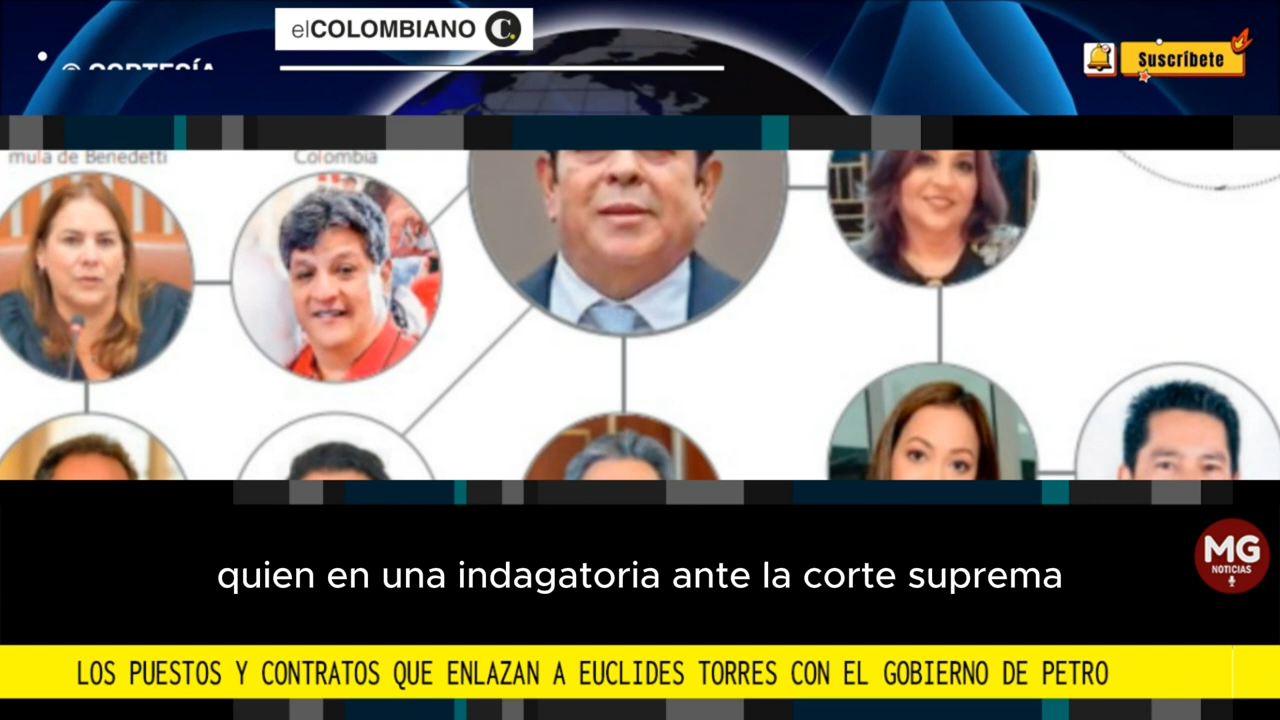 elCOLOMBIANO C.
Suscríbete
mula de Benedetti
Colombia
quien en una indagatoria ante la corte suprema
MG
NOTICIAS
LOS PUESTOS Y CONTRATOS QUE ENLAZAN A EUCLIDES TORRES CON EL GOBIERNO DE PETRO